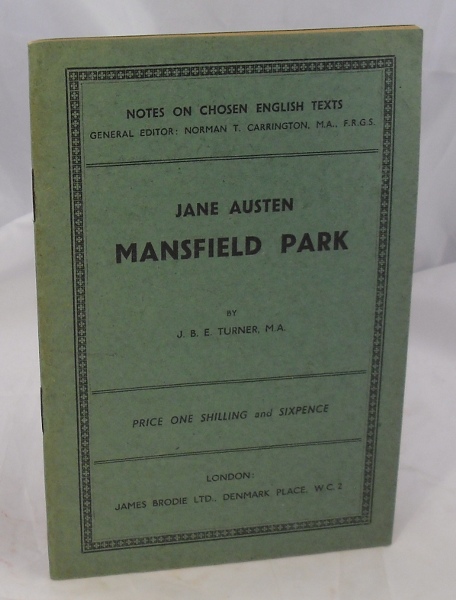 NOTES ON CHOSEN ENGLISH TEXTS
GENERAL EDITOR: NORMAN T. CARRINGTON, M.A., F.R.G.S.
JANE AUSTEN
MANSFIELD PARK
BY
J. B. E. TURNER, M.A.
PRICE ONE SHILLING and SIXPENCE
LONDON:
JAMES BRODIE LTD., DENMARK PLACE, W.C.2